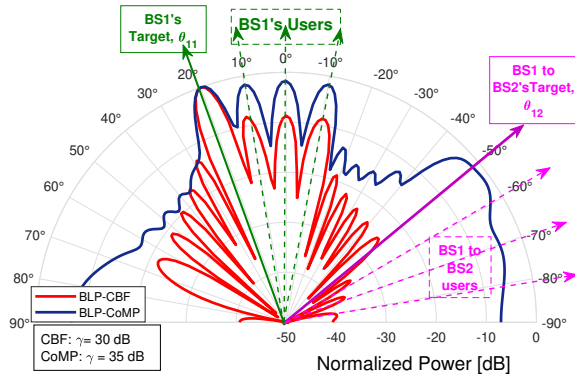 BS1's
Target, θ11
BS1's Users
BS1 to
BS2'sTarget,
θ12
20°
10°
0°
-10°
-20°
30°
-30°
40°
-40°
50°
-50°
60°
-60°
70°
-70°
80°
-80°
90°
-90°
BS1 to
BS2
users
BLP-CBF
BLP-CoMP
CBF: γ= 30 dB
CoMP: γ = 35 dB
-50
-40
-30
-20
-10
0
Normalized Power [dB]